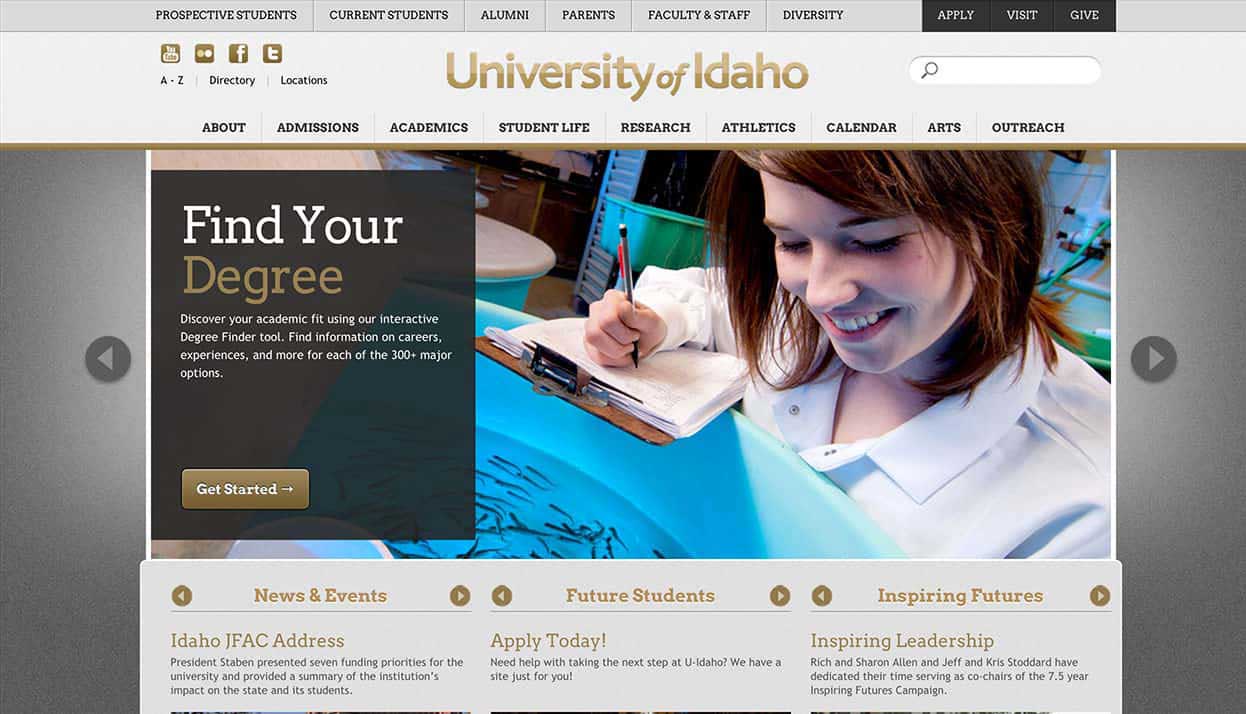 PROSPECTIVE STUDENTS CURRENT STUDENTS ALUMNI PARENTS FACULTY & STAFF DIVERSITY APPLY VISIT GIVE
You Tube f t
A - Z | Directory | Locations
University of Idaho
ABOUT ADMISSIONS ACADEMICS STUDENT LIFE RESEARCH ATHLETICS CALENDAR ARTS OUTREACH
Find Your
Degree
Discover your academic fit using our interactive
Degree Finder tool. Find information on careers,
experiences, and more for each of the 300+ major
options.
Get Started →
News & Events
Idaho JFAC Address
President Staben presented seven funding priorities for the
university and provided a summary of the institution's
impact on the state and its students.
Future Students
Apply Today!
Need help with taking the next step at U-Idaho? We have a
site just for you!
Inspiring Futures
Inspiring Leadership
Rich and Sharon Allen and Jeff and Kris Stoddard have
dedicated their time serving as co-chairs of the 7.5 year
Inspiring Futures Campaign.